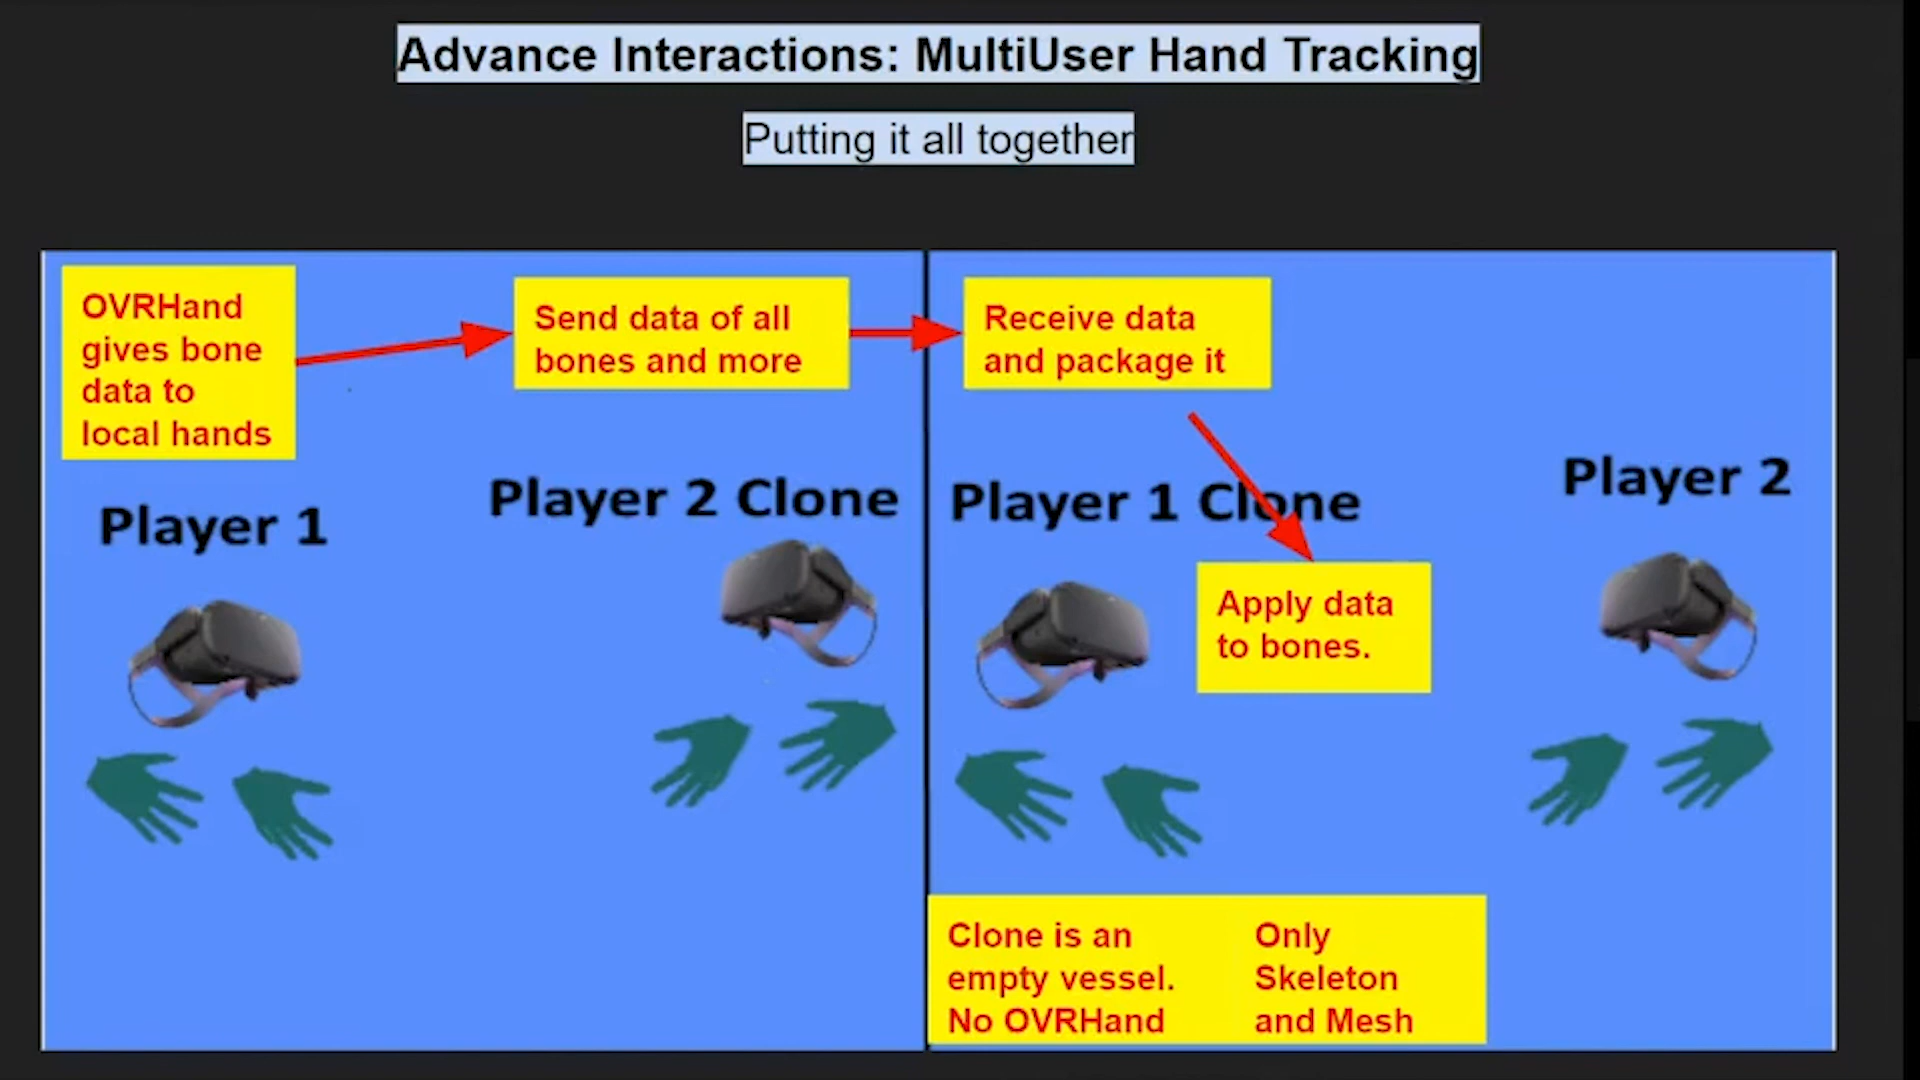 Advance Interactions: MultiUser Hand Tracking
Putting it all together
OVRHand
gives bone
data to
local hands
Send data of all
bones and more
Receive data
and package it
Player 1
Player 2 Clone
Player 1 Clone
Player 2
Apply data
to bones.
Clone is an
empty vessel.
No OVRHand
Only
Skeleton
and Mesh